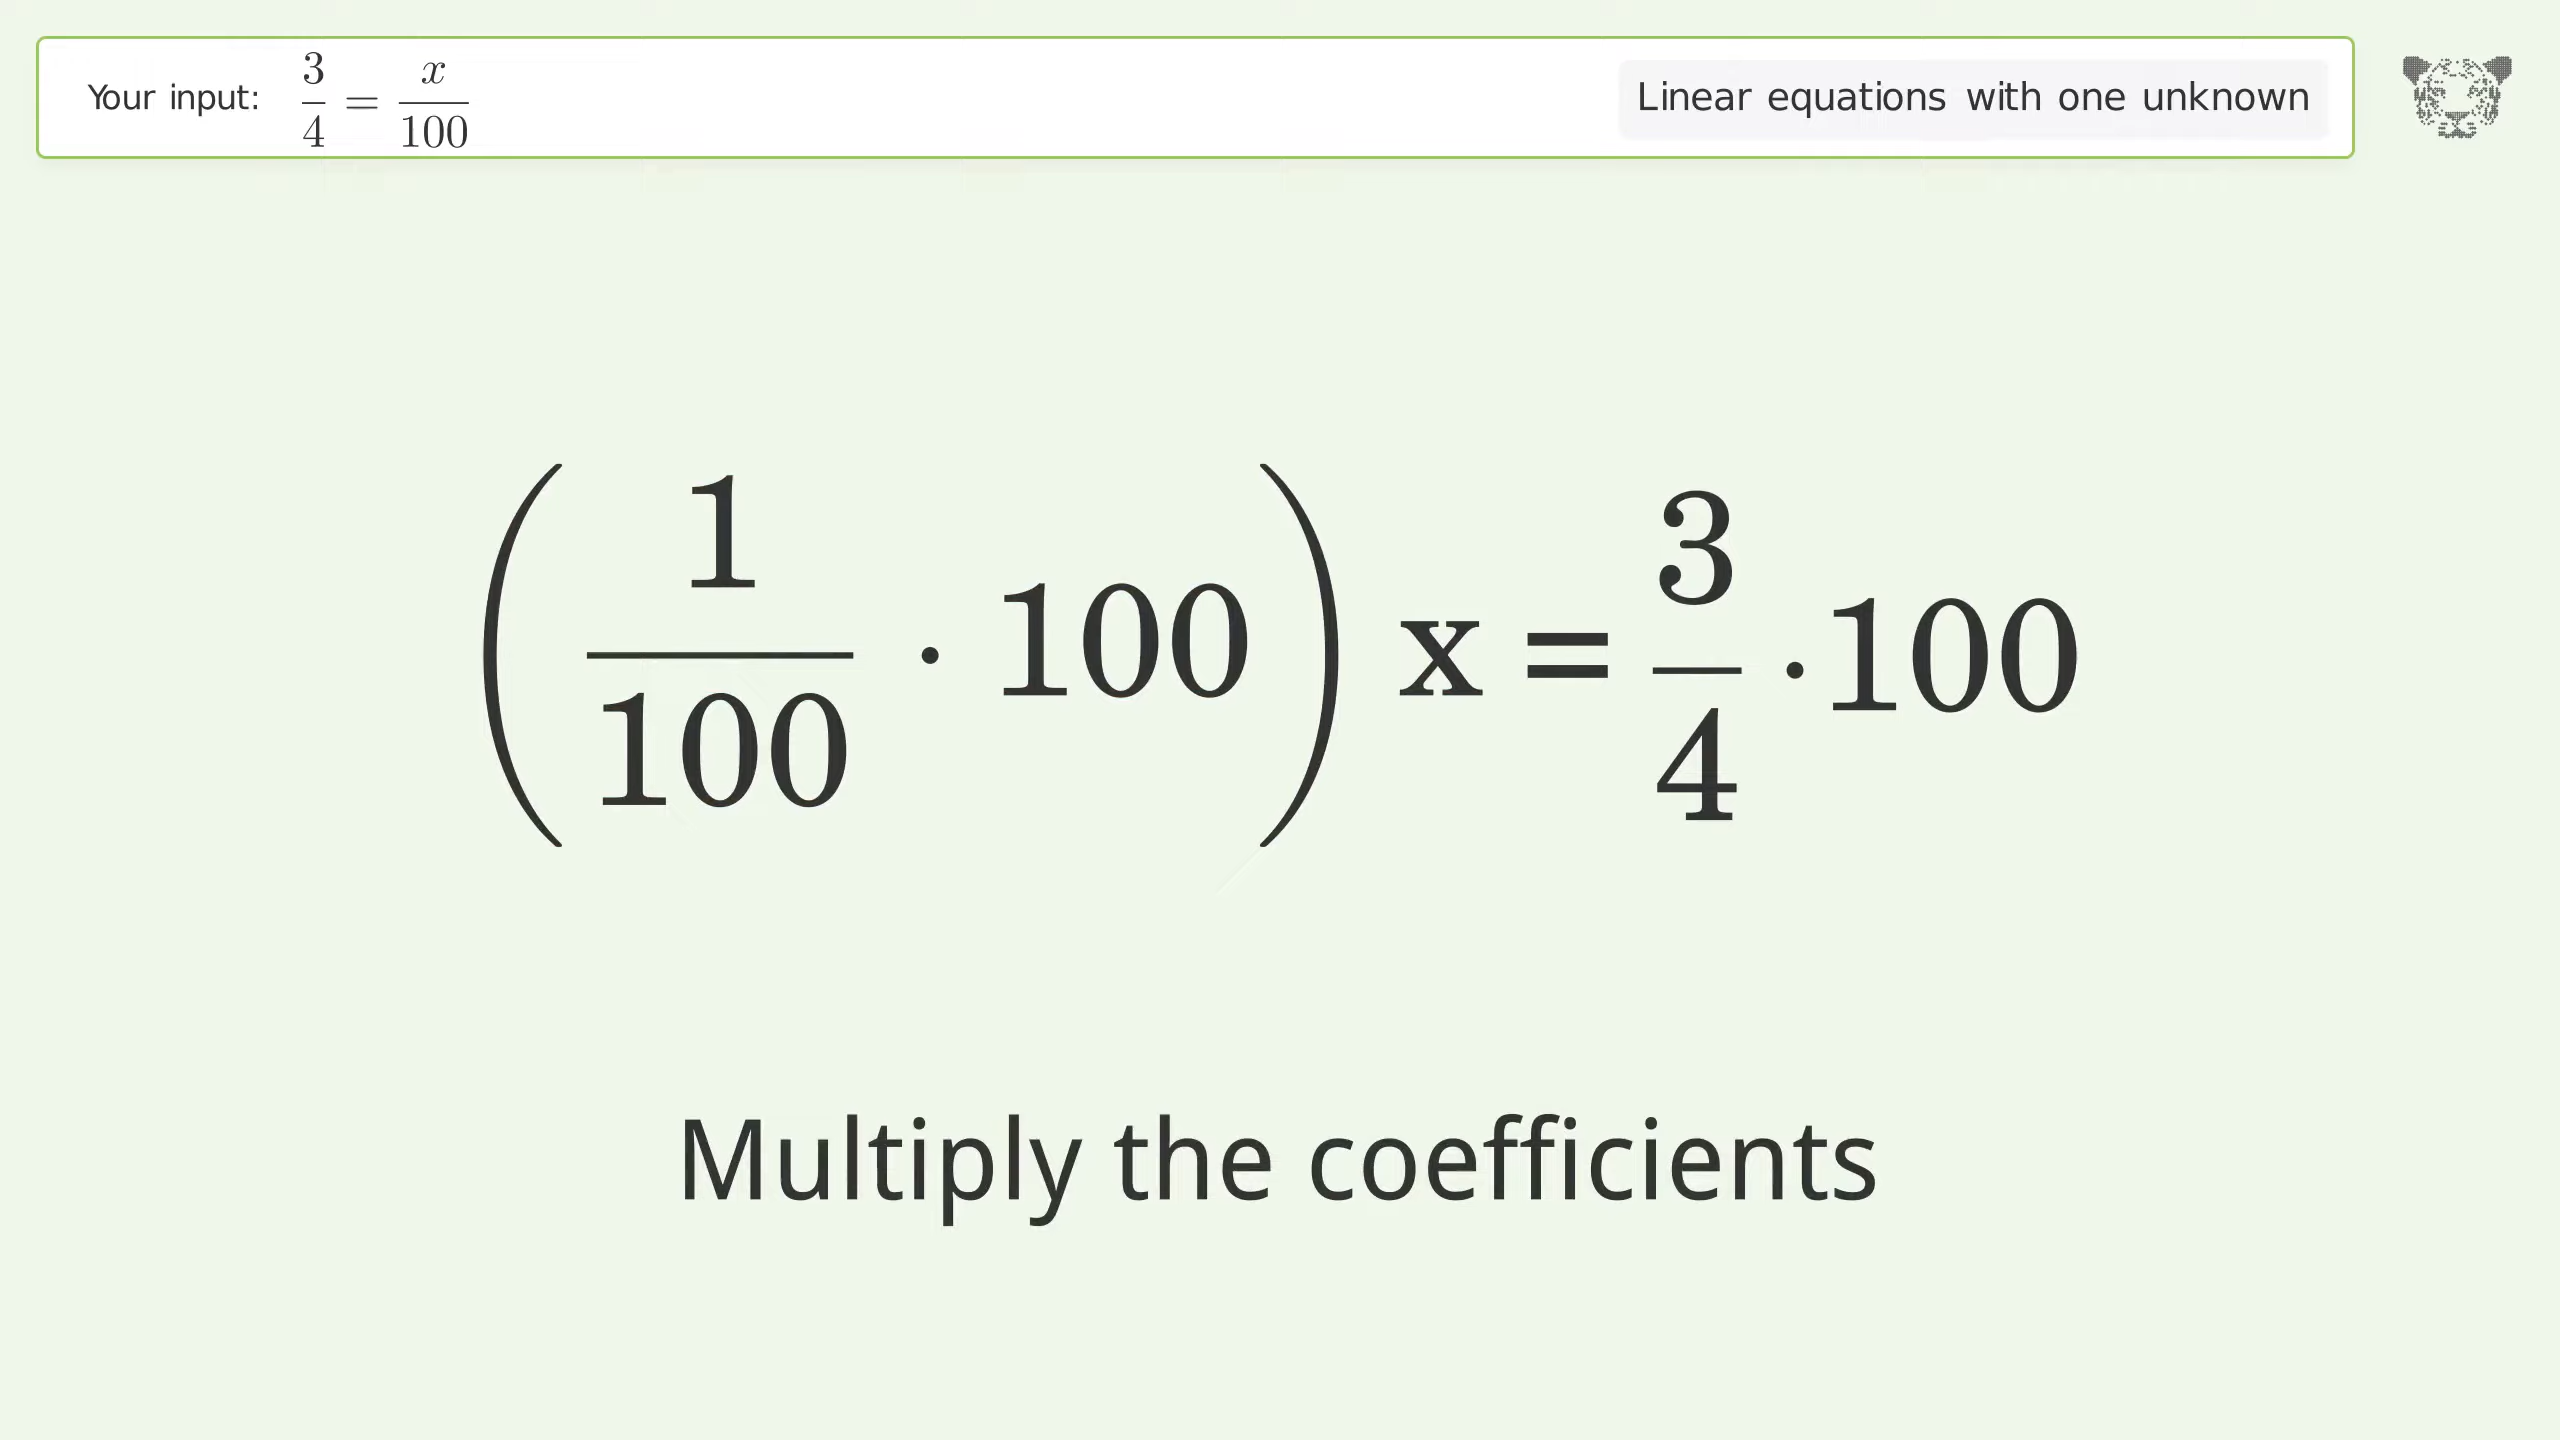 Your input: 3/4 = x/100
Linear equations with one unknown
(1/100 · 100) x = 3/4 · 100
Multiply the coefficients